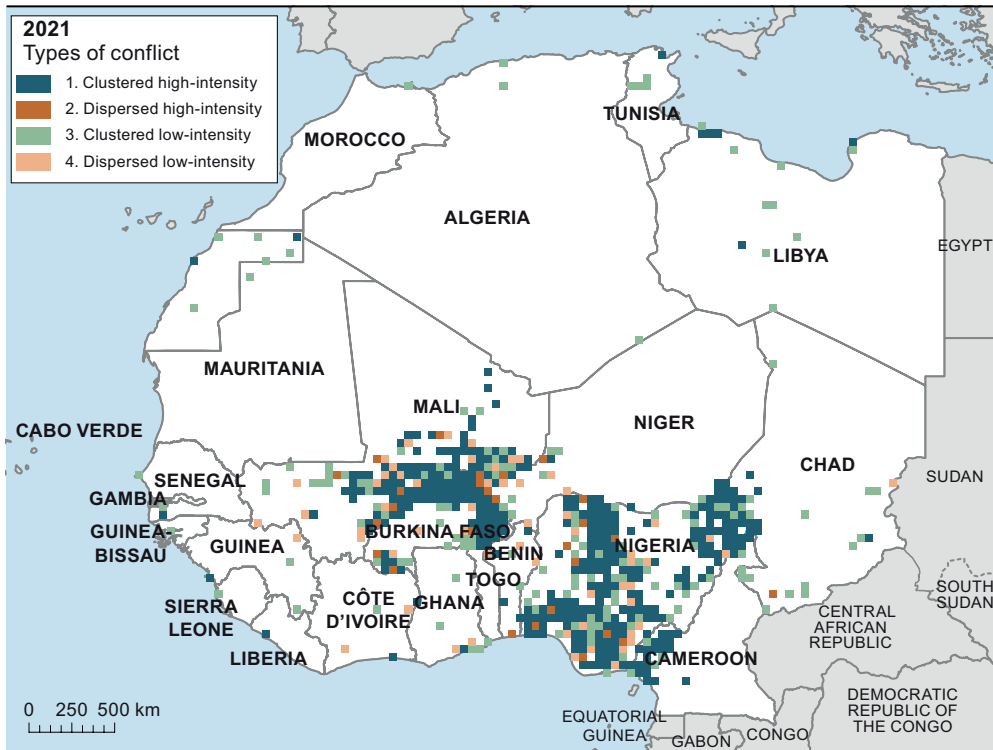 2021
Types of conflict
1. Clustered high-intensity
2. Dispersed high-intensity
3. Clustered low-intensity
4. Dispersed low-intensity
TUNISIA
MOROCCO
ALGERIA
LIBYA
EGYPT
MAURITANIA
MALI
NIGER
CABO VERDE
CHAD
SENEGAL
SUDAN
GAMBIA
GUINEA-
BISSAU
BURKINA FASO
GUINEA
BENIN
NIGERIA
TOGO
SOUTH
SUDAN
CÔTE
D'IVOIRE
GHANA
SIERRA
LEONE
CENTRAL
AFRICAN
REPUBLIC
LIBERIA
CAMEROON
0 250 500 km
EQUATORIAL
GUINEA
GABON
CONGO
DEMOCRATIC
REPUBLIC OF
THE CONGO